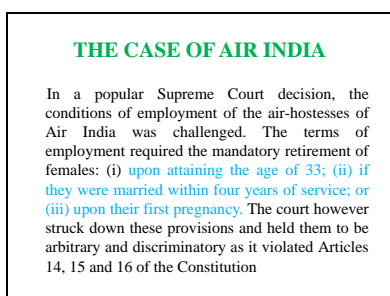 THE CASE OF AIR INDIA
In a popular Supreme Court decision, the
conditions of employment of the air-hostesses of
Air India was challenged. The terms of
employment required the mandatory retirement of
females: (i) upon attaining the age of 33; (ii) if
they were married within four years of service; or
(iii) upon their first pregnancy. The court however
struck down these provisions and held them to be
arbitrary and discriminatory as it violated Articles
14, 15 and 16 of the Constitution